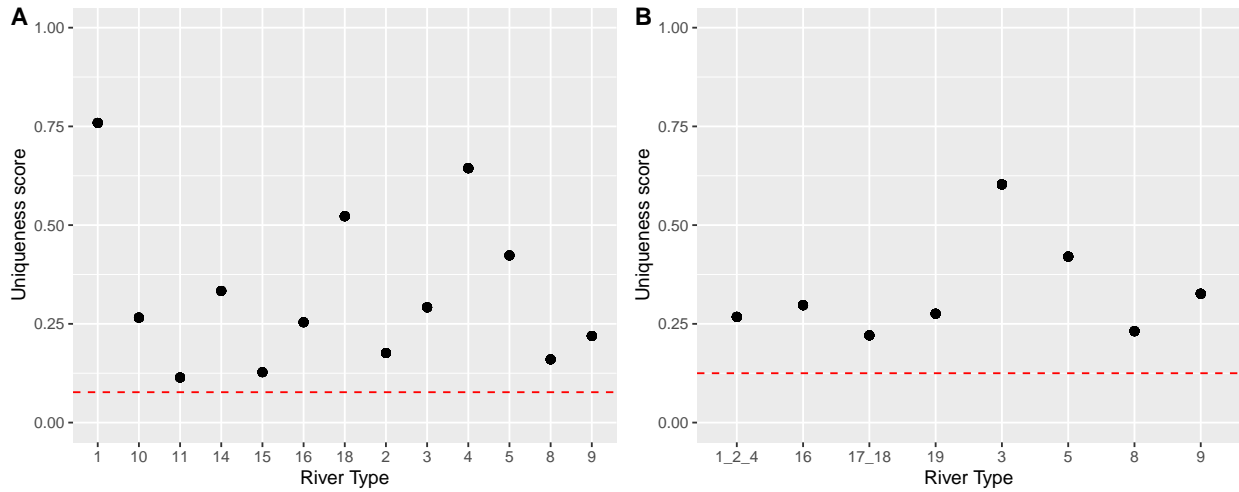 A
Uniqueness score
1.00
0.75
0.50
0.25
0.00
1 10 11 14 15 16 18 2 3 4 5 8 9
River Type
B
Uniqueness score
1.00
0.75
0.50
0.25
0.00
1_2_4 16 17_18 19 3 5 8 9
River Type